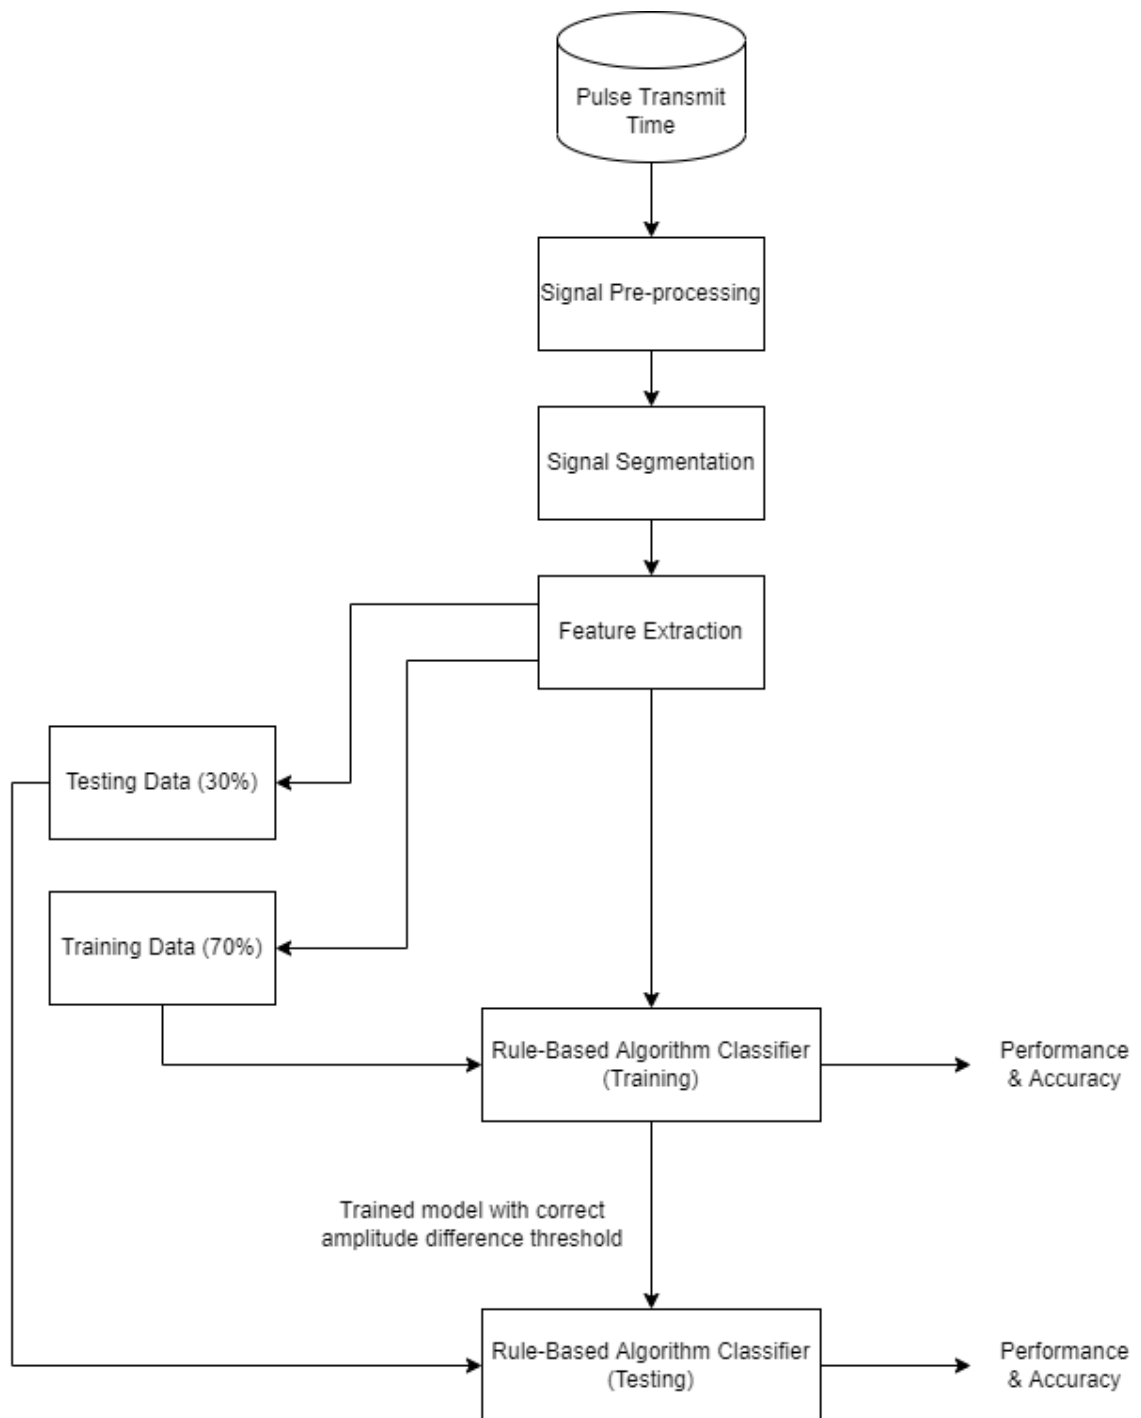 Pulse Transmit
Time
Signal Pre-processing
Signal Segmentation
Feature Extraction
Testing Data (30%)
Training Data (70%)
Rule-Based Algorithm Classifier
(Training)
Performance
& Accuracy
Trained model with correct
amplitude difference threshold
Rule-Based Algorithm Classifier
(Testing)
Performance
& Accuracy